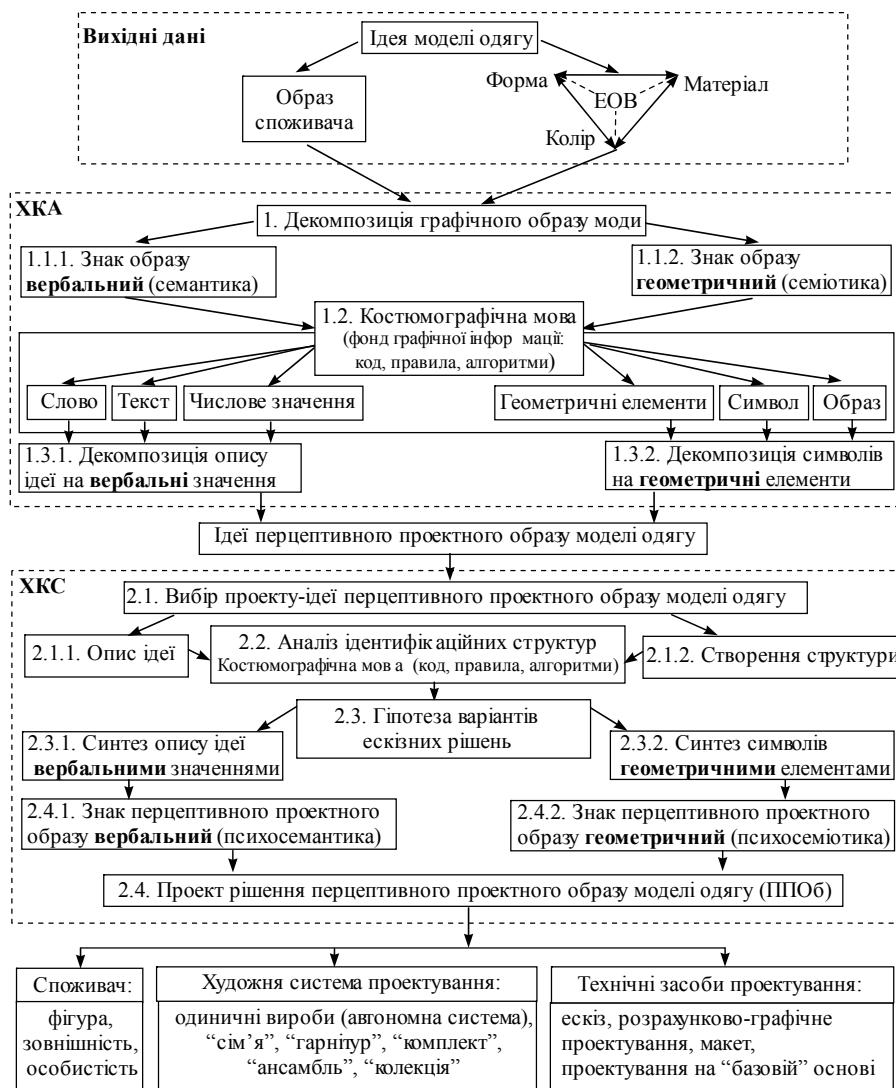 Вихідні дані
Ідея моделі одягу
Образ
споживача
Форма
Матеріал
ЕОВ
Колір
ХКА
1. Декомпозиція графічного образу моди
1.1.1. Знак образу
вербальний (семантика)
1.1.2. Знак образу
геометричний (семіотика)
1.2. Костюмографічна мова
(фонд графічної інфор мації:
код, правила, алгоритми)
Слово
Текст
Числове значення
Геометричні елементи
Символ
Образ
1.3.1. Декомпозиція опису
ідеї на вербальні значення
1.3.2. Декомпозиція символів
на геометричні елементи
Ідеї перцептивного проектного образу моделі одягу
ХКС
2.1. Вибір проекту-ідеї перцептивного проектного образу моделі одягу
2.1.1. Опис ідеї
2.2. Аналіз ідентифікаційних структур
Костюмографічна мов а (код, правила, алгоритми)
2.1.2. Створення структури
2.3. Гіпотеза варіантів
ескізних рішень
2.3.1. Синтез опису ідеї
вербальними значеннями
2.3.2. Синтез символів
геометричними елементами
2.4.1. Знак перцептивного проектного
образу вербальний (психосемантика)
2.4.2. Знак перцептивного проектного
образу геометричний (психосеміотика)
2.4. Проект рішення перцептивного проектного образу моделі одягу (ППОб)
Споживач:
фігура,
зовнішність,
особистість
Художня система проектування:
одиничні вироби (автономна система),
“сім’я”, “гарнітур”, “комплект”,
“ансамбль”, “колекція”
Технічні засоби проектування:
ескіз, розрахунково-графічне
проектування, макет,
проектування на “базовій” основі